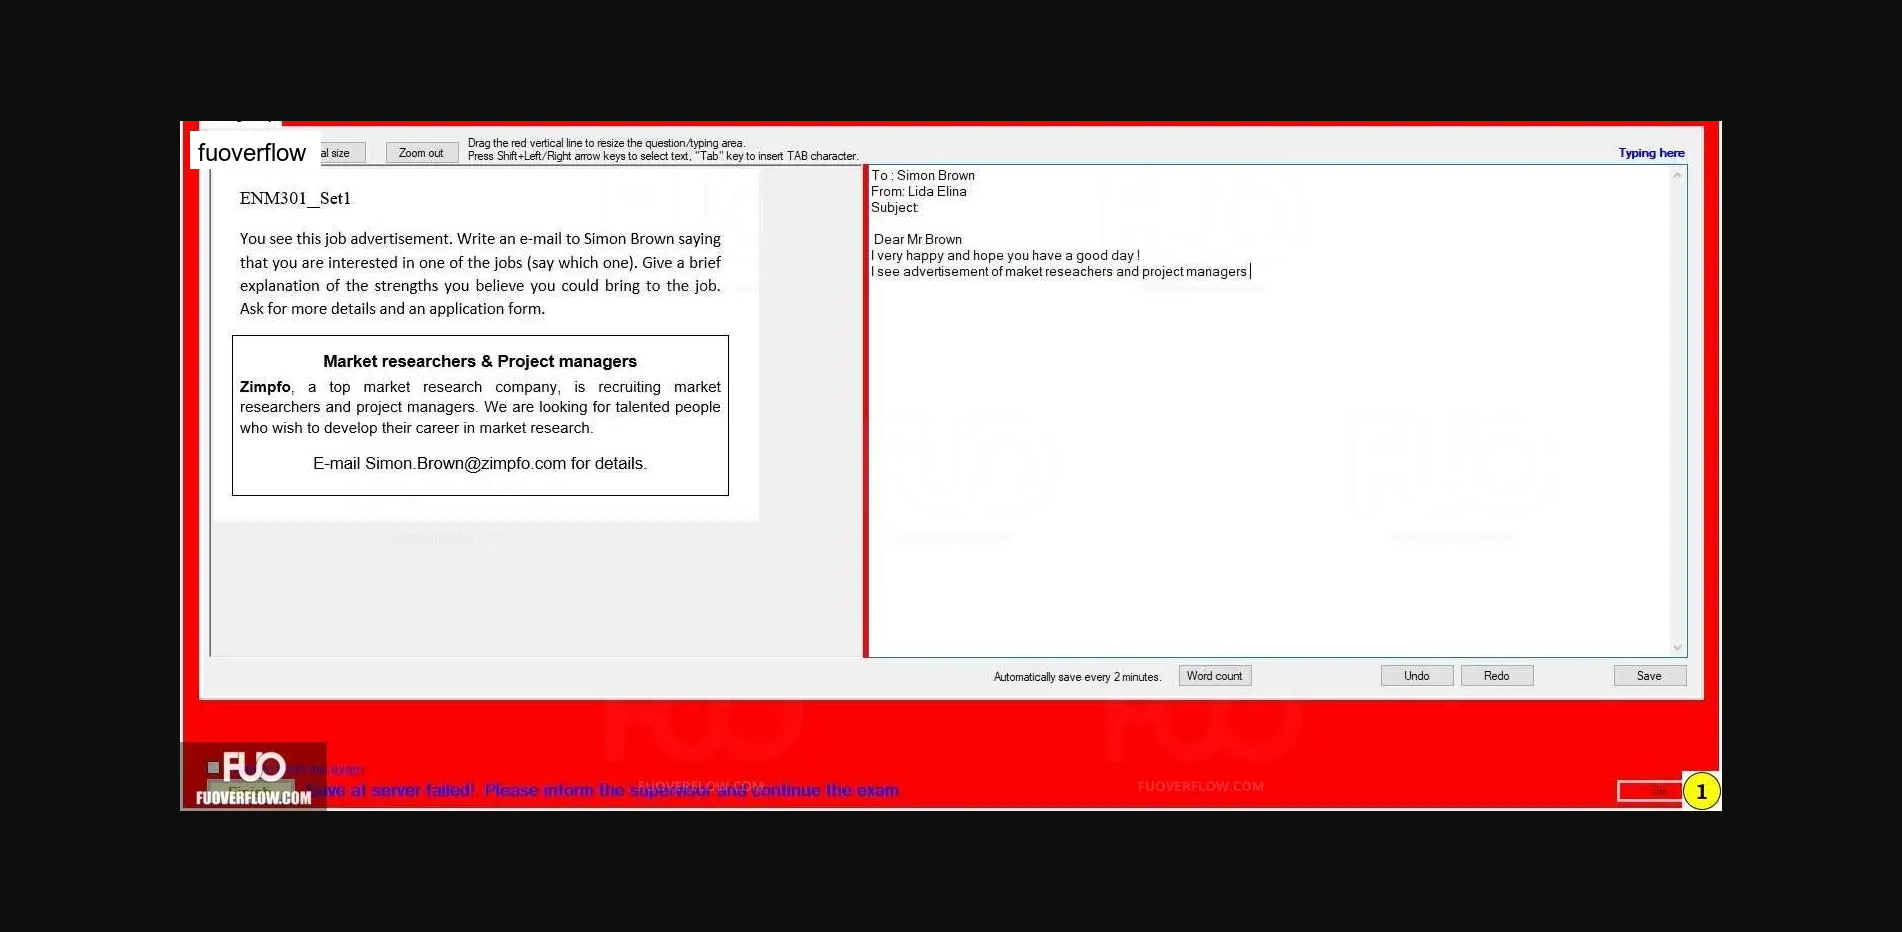 fuoverflow
al size
Zoom out
Drag the red vertical line to resize the question/typing area.
Press Shift+Left/Right arrow keys to select text, "Tab" key to insert TAB character.
Typing here
ENM301_Set1
You see this job advertisement. Write an e-mail to Simon Brown saying
that you are interested in one of the jobs (say which one). Give a brief
explanation of the strengths you believe you could bring to the job.
Ask for more details and an application form.
Market researchers & Project managers
Zimpfo, a top market research company, is recruiting market
researchers and project managers. We are looking for talented people
who wish to develop their career in market research.
E-mail Simon.Brown@zimpfo.com for details.
To : Simon Brown
From: Lida Elina
Subject:
Dear Mr Brown
I very happy and hope you have a good day !
I see advertisement of maket reseachers and project managers
Automatically save every 2 minutes.
Word count
Undo
Redo
Save
FUO
FUOVERFLOW.COM
the exam
Save at server failed!. Please inform the supervisor and continue the exam
FUOVERFLOW.COM
FUOVERFLOW.COM
1